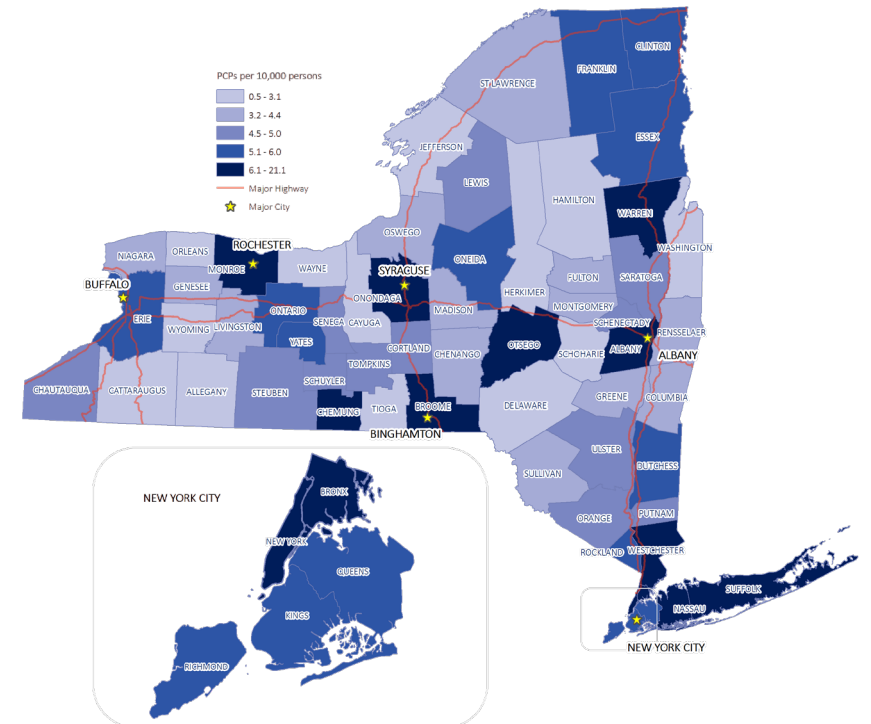 PCPs per 10,000 persons
0.5 - 3.1
3.2 - 4.4
4.5 - 5.0
5.1 - 6.0
6.1 - 21.1
Major Highway
Major City
CLINTON
FRANKLIN
ST LAWRENCE
ESSEX
JEFFERSON
LEWIS
HAMILTON
WARREN
OSWEGO
WASHINGTON
ROCHESTER
ORLEANS
NIAGARA
ONEIDA
MONROE
WAYNE
SYRACUSE
FULTON
SARATOGA
BUFFALO
GENESEE
HERKIMER
ONONDAGA
MONTGOMERY
ONTARIO
MADISON
ERIE
SENECA
CAYUGA
SCHENECTADY
LIVINGSTON
WYOMING
RENSSELAER
YATES
OTSEGO
CORTLAND
ALBANY
CHENANGO
SCHOHARIE
ALBANY
TOMPKINS
SCHUYLER
CHAUTAUQUA
CATTARAUGUS
ALLEGANY
STEUBEN
GREENE
COLUMBIA
CHEMUNG
TIOGA
BROOME
DELAWARE
BINGHAMTON
ULSTER
DUTCHESS
SULLIVAN
NEW YORK CITY
BRONX
PUTNAM
ORANGE
NEW YORK
ROCKLAND
WESTCHESTER
QUEENS
SUFFOLK
NASSAU
KINGS
NEW YORK CITY
RICHMOND